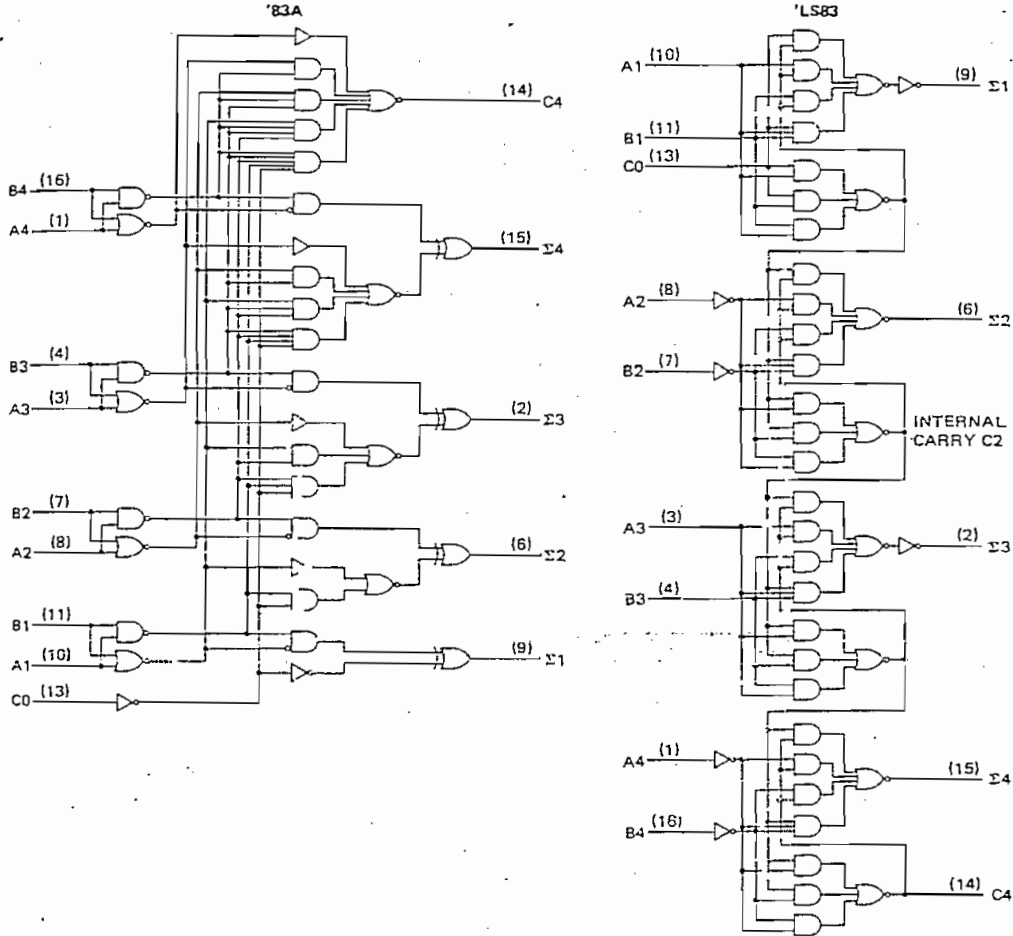 '83A
(14) C4
B4 (16)
A4 (1)
(15) Σ4
B3 (4)
A3 (3)
(2) Σ3
B2 (7)
A2 (8)
(6) Σ2
B1 (11)
A1 (10)
(9) Σ1
C0 (13)
'LS83
A1 (10)
(9) Σ1
B1 (11)
C0 (13)
A2 (8)
(6) Σ2
B2 (7)
INTERNAL
CARRY C2
A3 (3)
(2) Σ3
B3 (4)
A4 (1)
(15) Σ4
B4 (16)
(14) C4